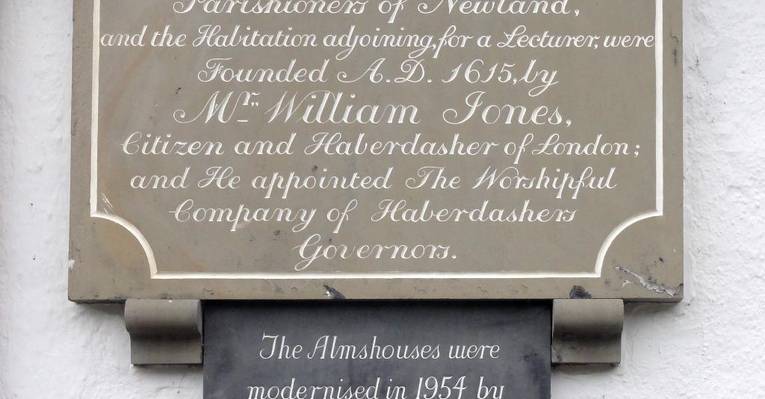 Parishioners of Newland,
and the Habitation adjoining, for a Lecturer, were
Founded A.D. 1615, by
Mr. William Jones,
Citizen and Haberdasher of London;
and He appointed The Worshipful
Company of Haberdashers
Governors.
The Almshouses were
modernised in 1954 by